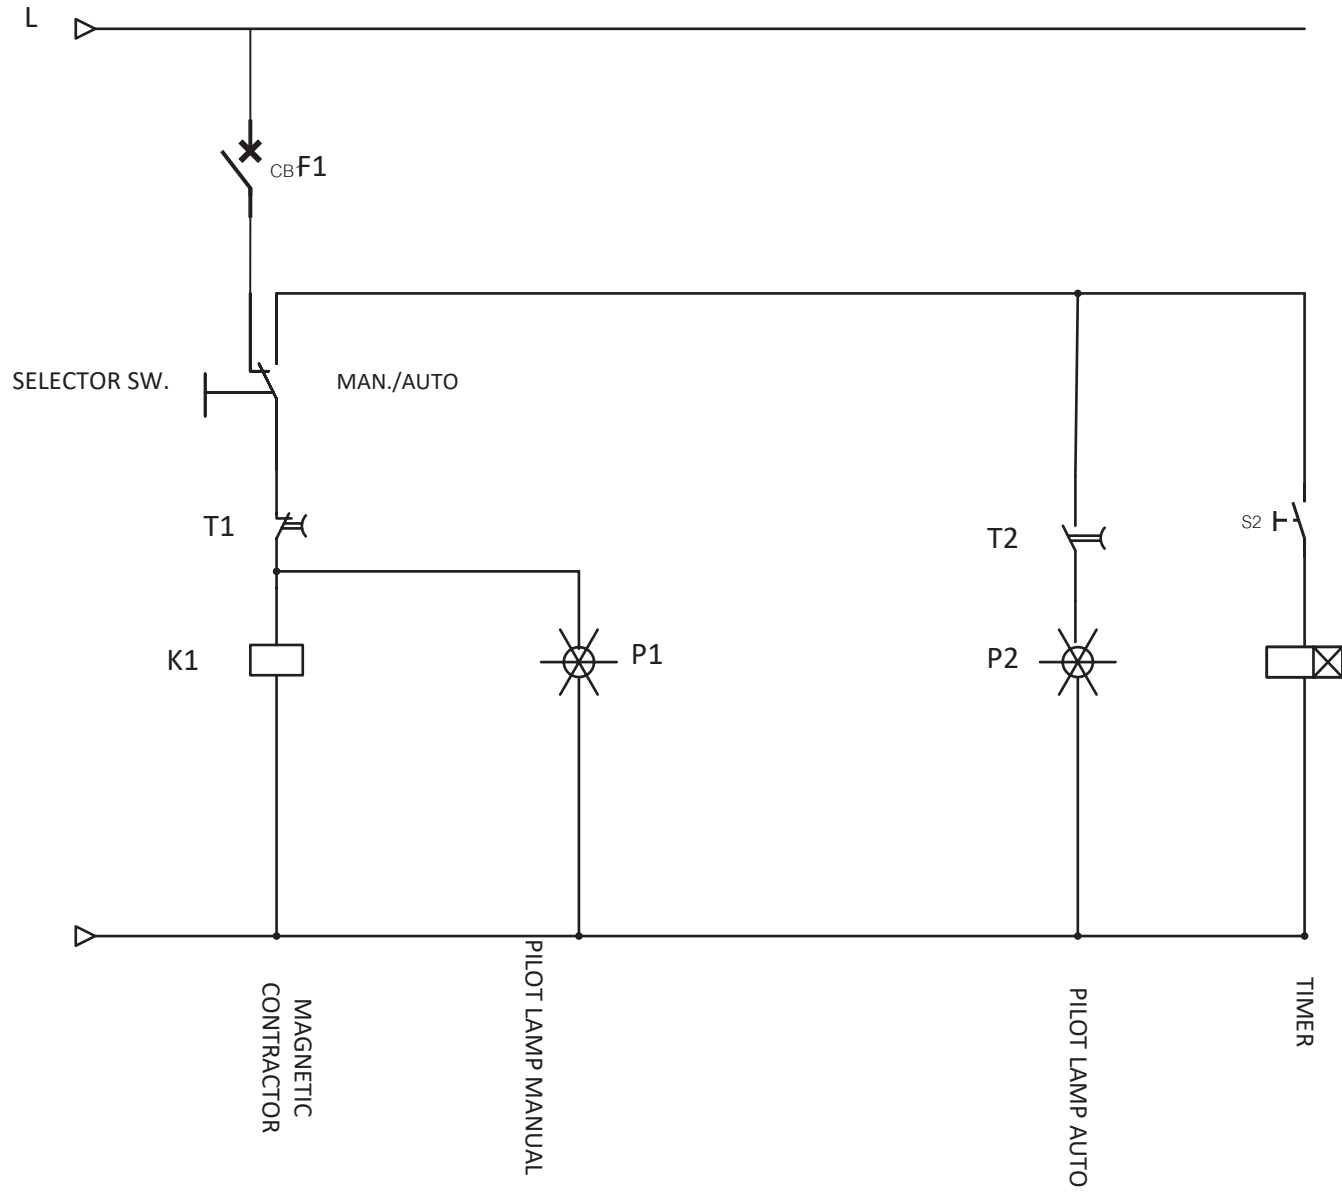 L
CB F1
SELECTOR SW.
MAN./AUTO
T1
T2
S2
K1
P1
P2
MAGNETIC
CONTRACTOR
PILOT LAMP MANUAL
PILOT LAMP AUTO
TIMER